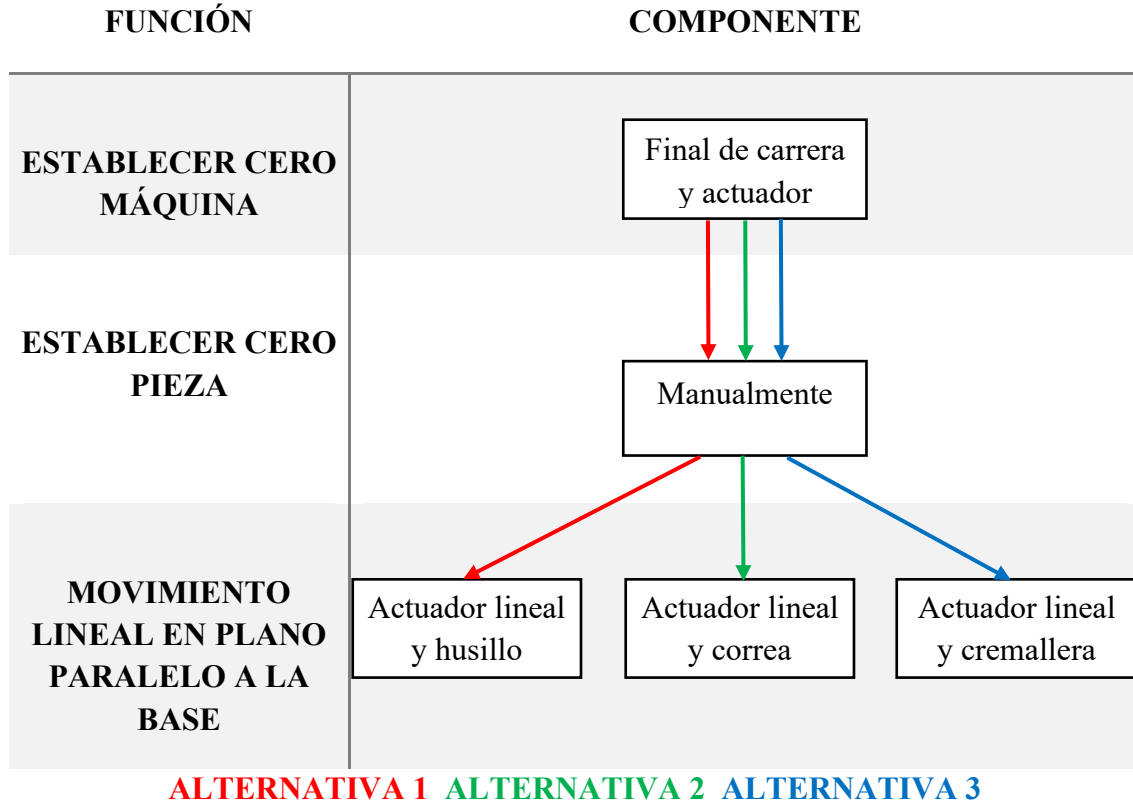 FUNCIÓN COMPONENTE
ESTABLECER CERO
MÁQUINA
Final de carrera
y actuador
ESTABLECER CERO
PIEZA
Manualmente
MOVIMIENTO
LINEAL EN PLANO
PARALELO A LA
BASE
Actuador lineal
y husillo
Actuador lineal
y correa
Actuador lineal
y cremallera
ALTERNATIVA 1 ALTERNATIVA 2 ALTERNATIVA 3